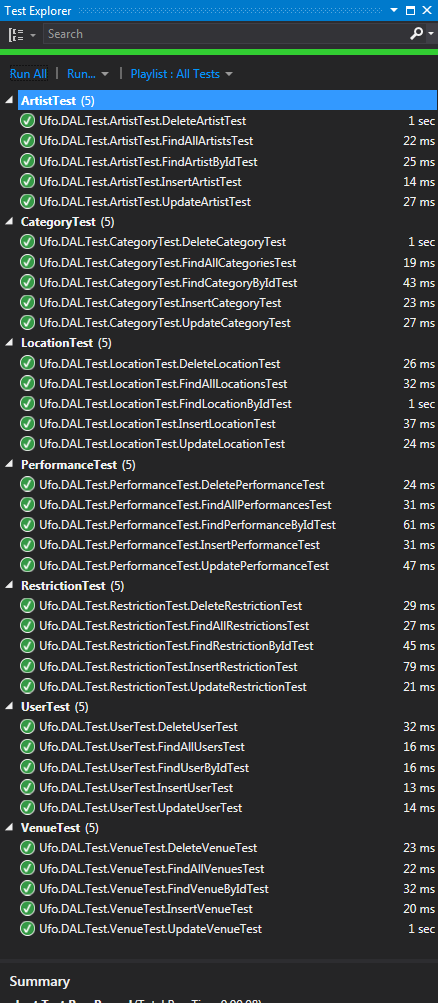 Test Explorer
Search
Run All | Run... | Playlist : All Tests
ArtistTest (5)
Ufo.DAL.Test.ArtistTest.DeleteArtistTest 1 sec
Ufo.DAL.Test.ArtistTest.FindAllArtistsTest 22 ms
Ufo.DAL.Test.ArtistTest.FindArtistByIdTest 25 ms
Ufo.DAL.Test.ArtistTest.InsertArtistTest 14 ms
Ufo.DAL.Test.ArtistTest.UpdateArtistTest 27 ms
CategoryTest (5)
Ufo.DAL.Test.CategoryTest.DeleteCategoryTest 1 sec
Ufo.DAL.Test.CategoryTest.FindAllCategoriesTest 19 ms
Ufo.DAL.Test.CategoryTest.FindCategoryByIdTest 43 ms
Ufo.DAL.Test.CategoryTest.InsertCategoryTest 23 ms
Ufo.DAL.Test.CategoryTest.UpdateCategoryTest 27 ms
LocationTest (5)
Ufo.DAL.Test.LocationTest.DeleteLocationTest 26 ms
Ufo.DAL.Test.LocationTest.FindAllLocationsTest 32 ms
Ufo.DAL.Test.LocationTest.FindLocationByIdTest 1 sec
Ufo.DAL.Test.LocationTest.InsertLocationTest 37 ms
Ufo.DAL.Test.LocationTest.UpdateLocationTest 24 ms
PerformanceTest (5)
Ufo.DAL.Test.PerformanceTest.DeletePerformanceTest 24 ms
Ufo.DAL.Test.PerformanceTest.FindAllPerformancesTest 31 ms
Ufo.DAL.Test.PerformanceTest.FindPerformanceByIdTest 61 ms
Ufo.DAL.Test.PerformanceTest.InsertPerformanceTest 31 ms
Ufo.DAL.Test.PerformanceTest.UpdatePerformanceTest 47 ms
RestrictionTest (5)
Ufo.DAL.Test.RestrictionTest.DeleteRestrictionTest 29 ms
Ufo.DAL.Test.RestrictionTest.FindAllRestrictionsTest 27 ms
Ufo.DAL.Test.RestrictionTest.FindRestrictionByIdTest 45 ms
Ufo.DAL.Test.RestrictionTest.InsertRestrictionTest 79 ms
Ufo.DAL.Test.RestrictionTest.UpdateRestrictionTest 21 ms
UserTest (5)
Ufo.DAL.Test.UserTest.DeleteUserTest 32 ms
Ufo.DAL.Test.UserTest.FindAllUsersTest 16 ms
Ufo.DAL.Test.UserTest.FindUserByIdTest 16 ms
Ufo.DAL.Test.UserTest.InsertUserTest 13 ms
Ufo.DAL.Test.UserTest.UpdateUserTest 14 ms
VenueTest (5)
Ufo.DAL.Test.VenueTest.DeleteVenueTest 23 ms
Ufo.DAL.Test.VenueTest.FindAllVenuesTest 22 ms
Ufo.DAL.Test.VenueTest.FindVenueByIdTest 32 ms
Ufo.DAL.Test.VenueTest.InsertVenueTest 20 ms
Ufo.DAL.Test.VenueTest.UpdateVenueTest 1 sec
Summary